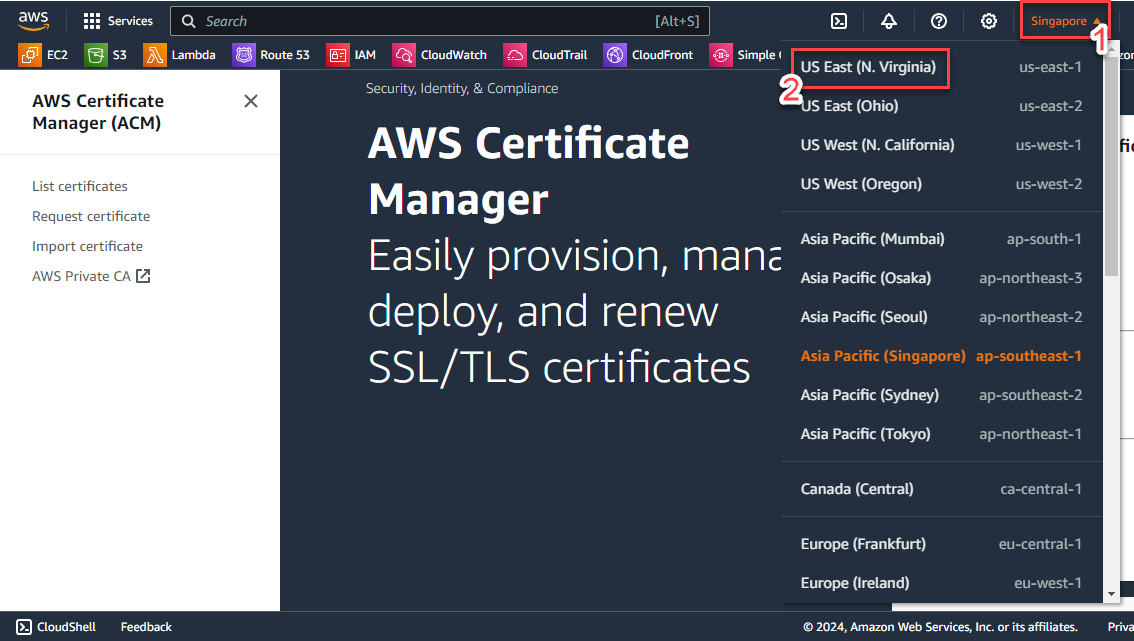 aws
Services
Search [Alt+S]
Singapore
1
EC2 S3 Lambda Route 53 IAM CloudWatch CloudTrail CloudFront Simple
AWS Certificate
Manager (ACM)
List certificates
Request certificate
Import certificate
AWS Private CA
Security, Identity, & Compliance
AWS Certificate
Manager
Easily provision, mana
deploy, and renew
SSL/TLS certificates
2
US East (N. Virginia) us-east-1
US East (Ohio) us-east-2
US West (N. California) us-west-1
US West (Oregon) us-west-2
Asia Pacific (Mumbai) ap-south-1
Asia Pacific (Osaka) ap-northeast-3
Asia Pacific (Seoul) ap-northeast-2
Asia Pacific (Singapore) ap-southeast-1
Asia Pacific (Sydney) ap-southeast-2
Asia Pacific (Tokyo) ap-northeast-1
Canada (Central) ca-central-1
Europe (Frankfurt) eu-central-1
Europe (Ireland) eu-west-1
CloudShell Feedback © 2024, Amazon Web Services, Inc. or its affiliates. Priva